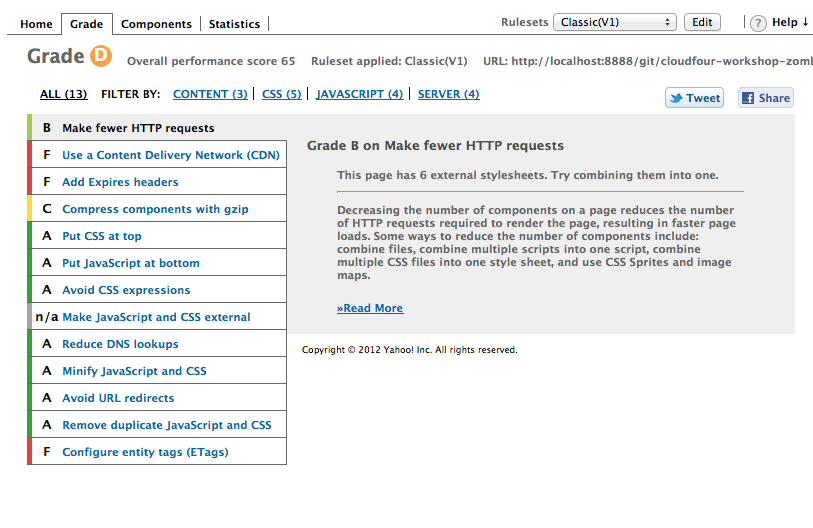 Home Grade Components Statistics Rulesets Classic(V1) Edit ? Help ↓
Grade D Overall performance score 65 Ruleset applied: Classic(V1) URL: http://localhost:8888/git/cloudfour-workshop-zoml
ALL (13) FILTER BY: CONTENT (3) CSS (5) JAVASCRIPT (4) SERVER (4) Tweet Share
B Make fewer HTTP requests
F Use a Content Delivery Network (CDN)
F Add Expires headers
C Compress components with gzip
A Put CSS at top
A Put JavaScript at bottom
A Avoid CSS expressions
n/a Make JavaScript and CSS external
A Reduce DNS lookups
A Minify JavaScript and CSS
A Avoid URL redirects
A Remove duplicate JavaScript and CSS
F Configure entity tags (ETags)
Grade B on Make fewer HTTP requests
This page has 6 external stylesheets. Try combining them into one.
Decreasing the number of components on a page reduces the number
of HTTP requests required to render the page, resulting in faster page
loads. Some ways to reduce the number of components include:
combine files, combine multiple scripts into one script, combine
multiple CSS files into one style sheet, and use CSS Sprites and image
maps.
»Read More
Copyright © 2012 Yahoo! Inc. All rights reserved.